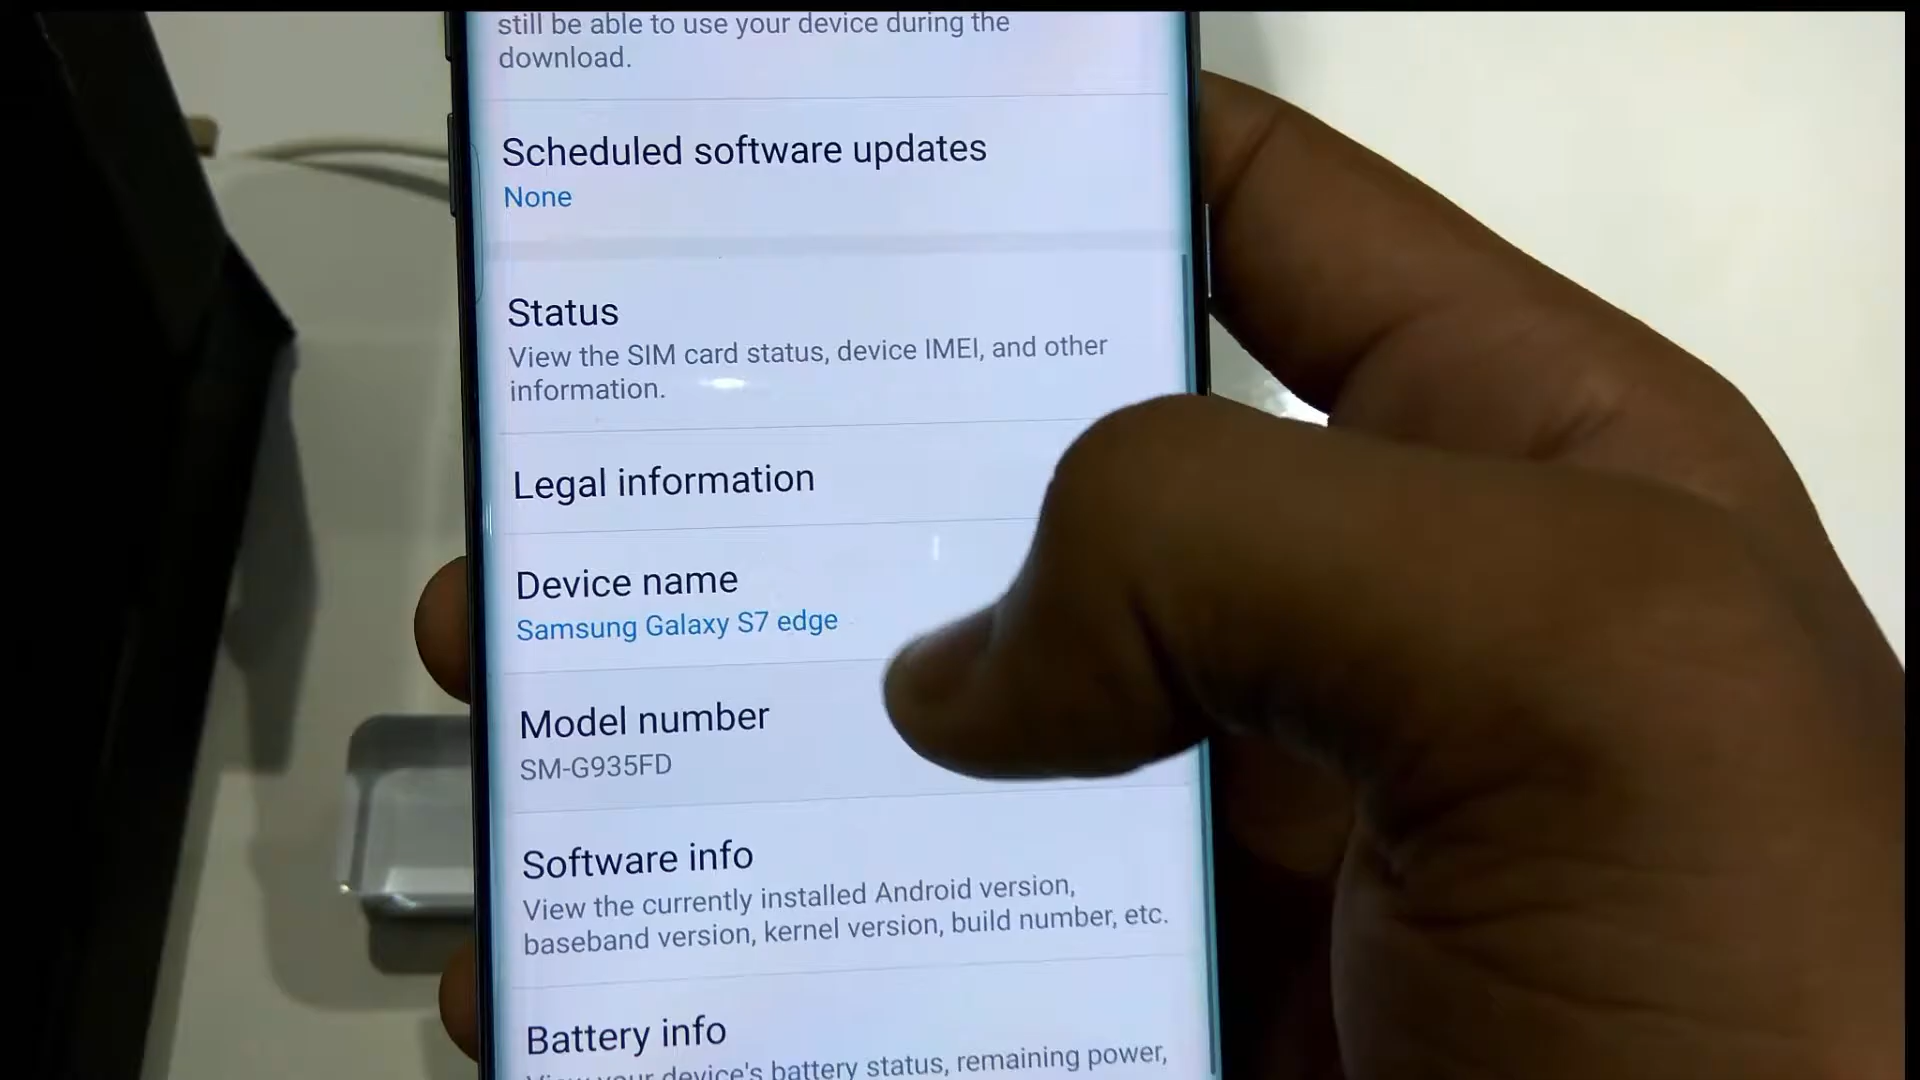 still be able to use your device during the
download.
Scheduled software updates
None
Status
View the SIM card status, device IMEI, and other
information.
Legal information
Device name
Samsung Galaxy S7 edge
Model number
SM-G935FD
Software info
View the currently installed Android version,
baseband version, kernel version, build number, etc.
Battery info
View your device's battery status, remaining power,